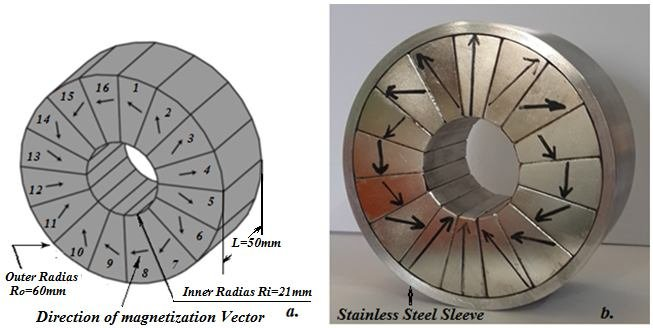 1
2
3
4
5
6
7
8
9
10
11
12
13
14
15
16
L=50mm
Outer Radias
Ro=60mm
Inner Radias Ri=21mm
Direction of magnetization Vector
a.
Stainless Steel Sleeve
b.